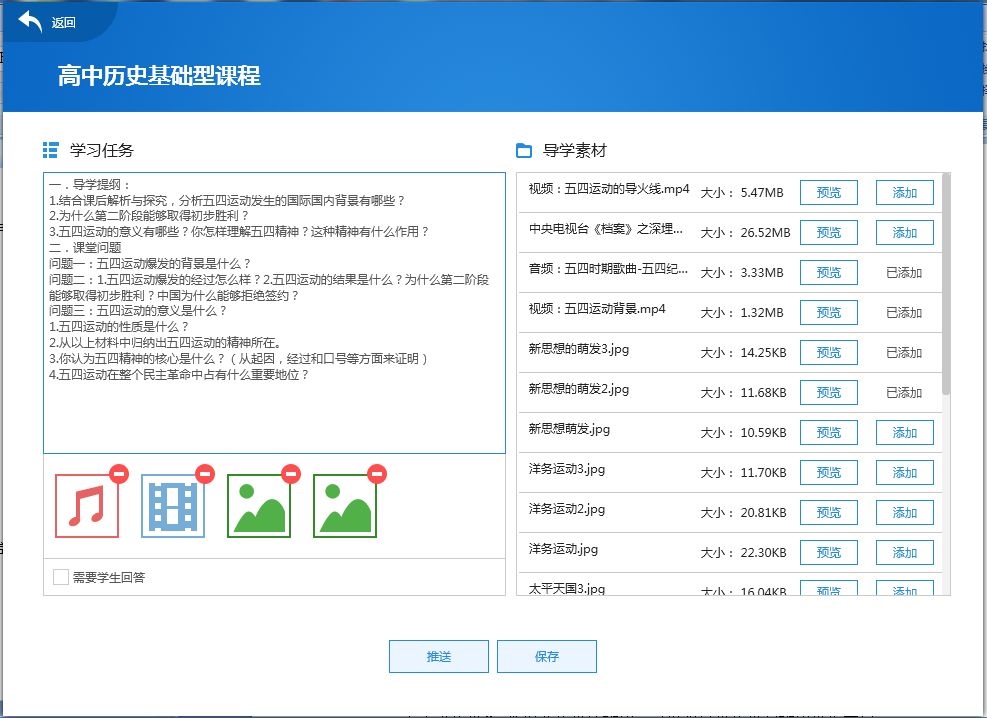 返回
高中历史基础型课程
学习任务
一．导学提纲：
1.结合课后解析与探究，分析五四运动发生的国际国内背景有哪些？
2.为什么第二阶段能够取得初步胜利？
3.五四运动的意义有哪些？你怎样理解五四精神？这种精神有什么作用？
二．课堂问题
问题一：五四运动爆发的背景是什么？
问题二：1.五四运动爆发的经过怎么样？2.五四运动的结果是什么？为什么第二阶段
能够取得初步胜利？中国为什么能够拒绝签约？
问题三：五四运动的意义是什么？
1.五四运动的性质是什么？
2.从以上材料中归纳出五四运动的精神所在。
3.你认为五四精神的核心是什么？（从起因，经过和口号等方面来证明）
4.五四运动在整个民主革命中占有什么重要地位？
需要学生回答
导学素材
视频：五四运动的导火线.mp4 大小： 5.47MB 预览 添加
中央电视台《档案》之深埋... 大小： 26.52MB 预览 添加
音频：五四时期歌曲-五四纪... 大小： 3.33MB 预览 已添加
视频：五四运动背景.mp4 大小： 1.32MB 预览 已添加
新思想的萌发3.jpg 大小： 14.25KB 预览 已添加
新思想的萌发2.jpg 大小： 11.68KB 预览 已添加
新思想萌发.jpg 大小： 10.59KB 预览 添加
洋务运动3.jpg 大小： 11.70KB 预览 添加
洋务运动2.jpg 大小： 20.81KB 预览 添加
洋务运动.jpg 大小： 22.30KB 预览 添加
太平天国3.jpg 大小： 16.04KB 预览 添加
推送 保存